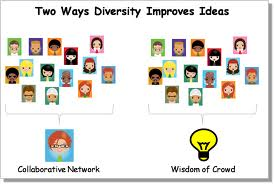 Two Ways Diversity Improves Ideas
Collaborative Network
Wisdom of Crowd